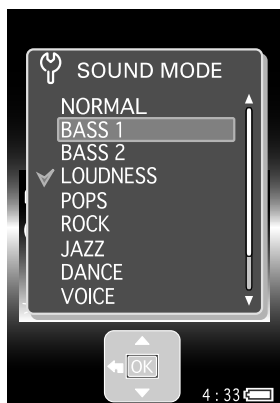 SOUND MODE
NORMAL
BASS 1
BASS 2
LOUDNESS
POPS
ROCK
JAZZ
DANCE
VOICE
OK
4:33